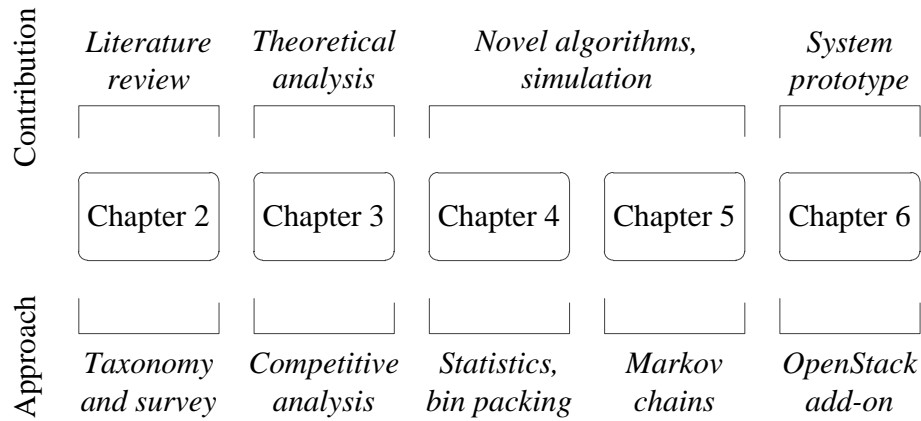 Contribution
Literature
review
Theoretical
analysis
Novel algorithms,
simulation
System
prototype
Chapter 2
Chapter 3
Chapter 4
Chapter 5
Chapter 6
Approach
Taxonomy
and survey
Competitive
analysis
Statistics,
bin packing
Markov
chains
OpenStack
add-on